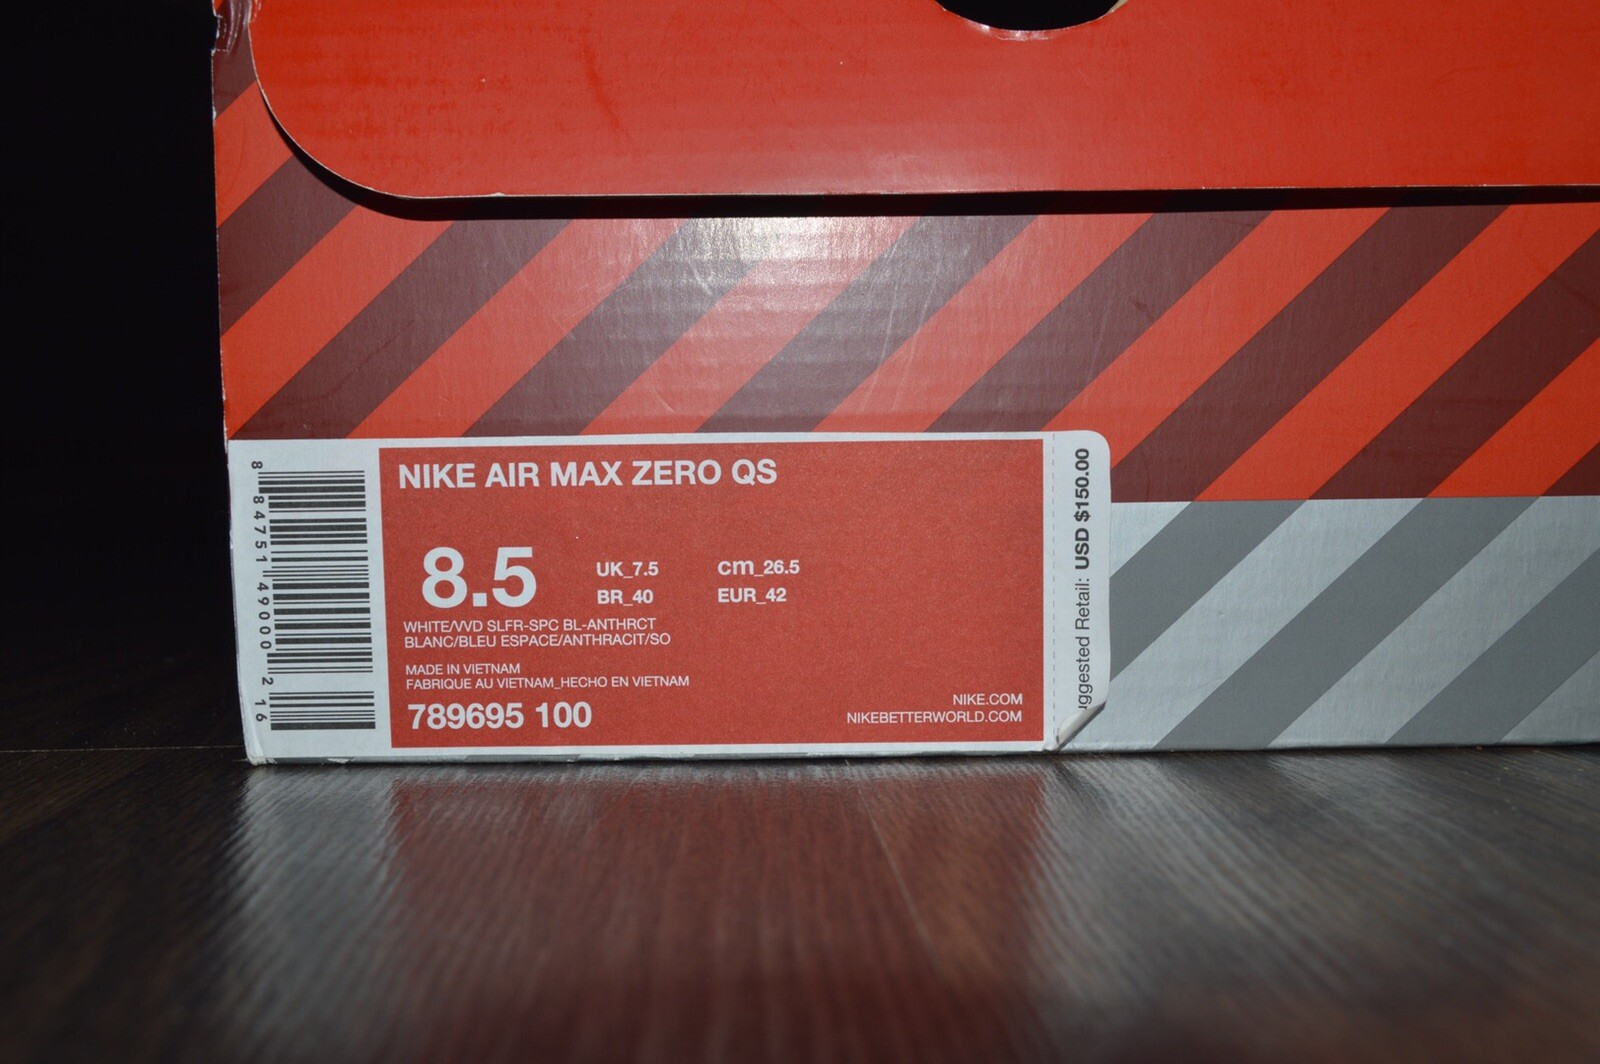 8 84751 49000 2 16
NIKE AIR MAX ZERO QS
8.5
UK_7.5
cm_26.5
BR_40
EUR_42
WHITE/VVD SLFR-SPC BL-ANTHRCT
BLANC/BLEU ESPACE/ANTHRACIT/SO
MADE IN VIETNAM
FABRIQUE AU VIETNAM_HECHO EN VIETNAM
789695 100
NIKE.COM
NIKEBETTERWORLD.COM
uggested Retail: USD $150.00